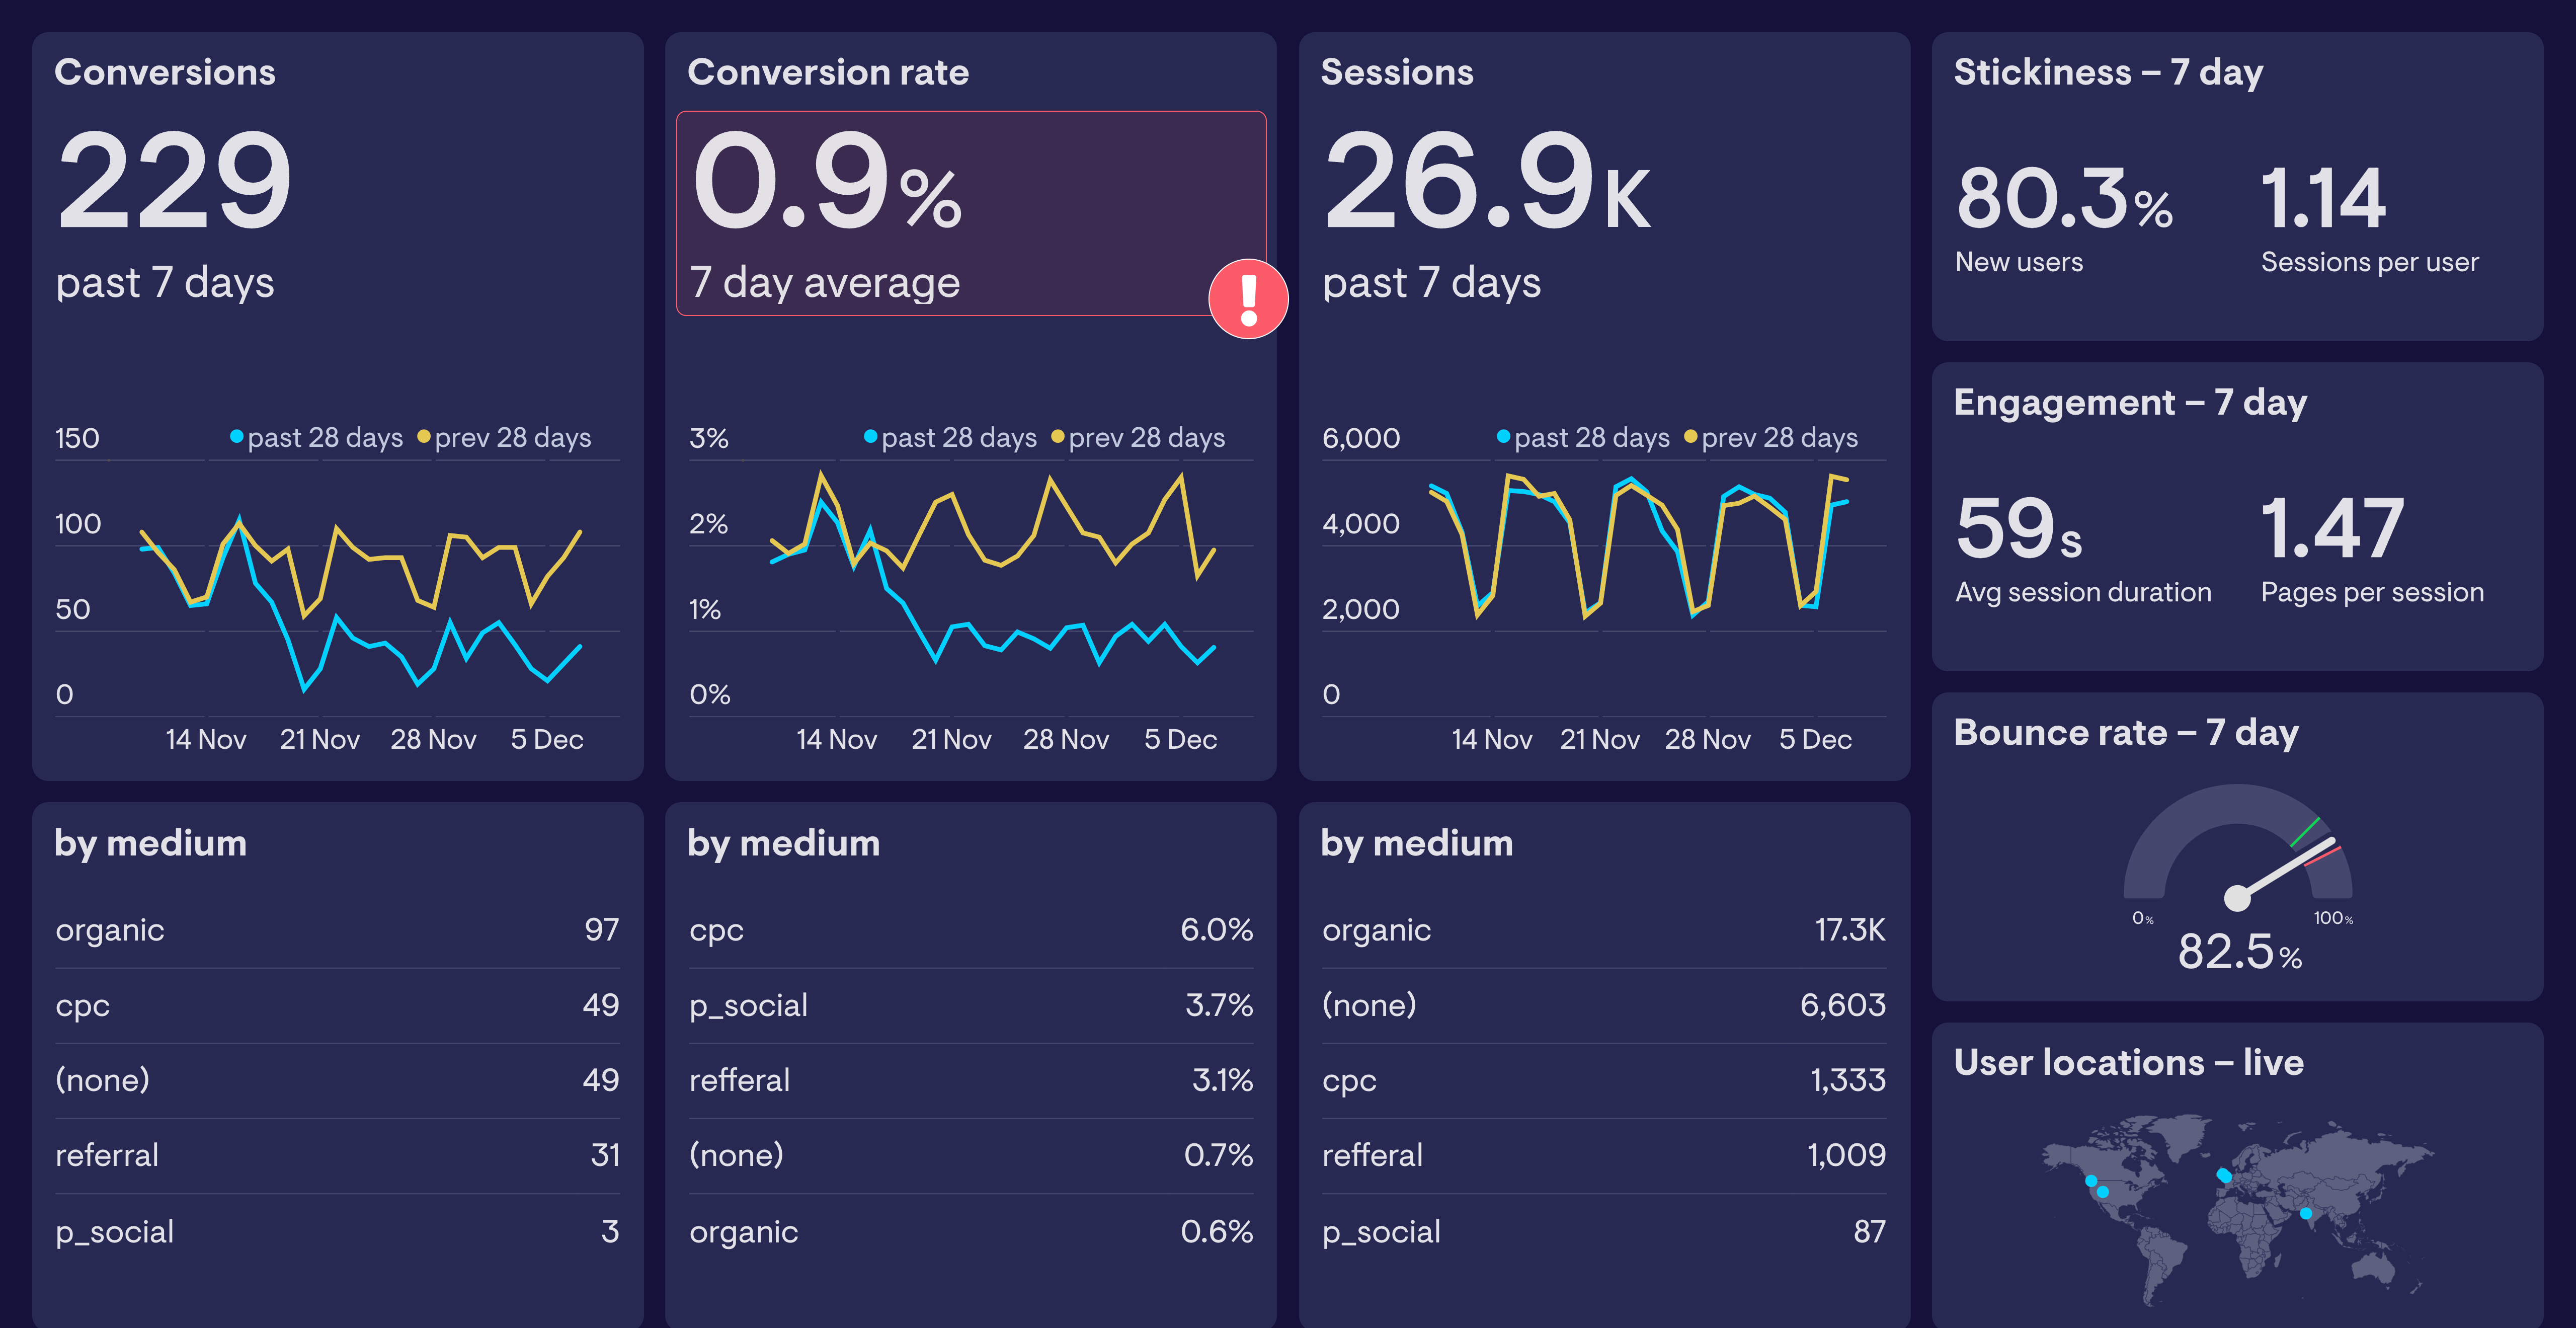 Conversions
229
past 7 days
150
past 28 days prev 28 days
100
50
0
14 Nov 21 Nov 28 Nov 5 Dec
Conversion rate
0.9%
7 day average
!
3%
past 28 days prev 28 days
2%
1%
0%
14 Nov 21 Nov 28 Nov 5 Dec
Sessions
26.9K
past 7 days
6,000
past 28 days prev 28 days
4,000
2,000
0
14 Nov 21 Nov 28 Nov 5 Dec
Stickiness – 7 day
80.3% 1.14
New users Sessions per user
Engagement – 7 day
59s 1.47
Avg session duration Pages per session
Bounce rate – 7 day
0% 100%
82.5%
User locations – live
by medium
organic 97
cpc 49
(none) 49
referral 31
p_social 3
by medium
cpc 6.0%
p_social 3.7%
refferal 3.1%
(none) 0.7%
organic 0.6%
by medium
organic 17.3K
(none) 6,603
cpc 1,333
refferal 1,009
p_social 87